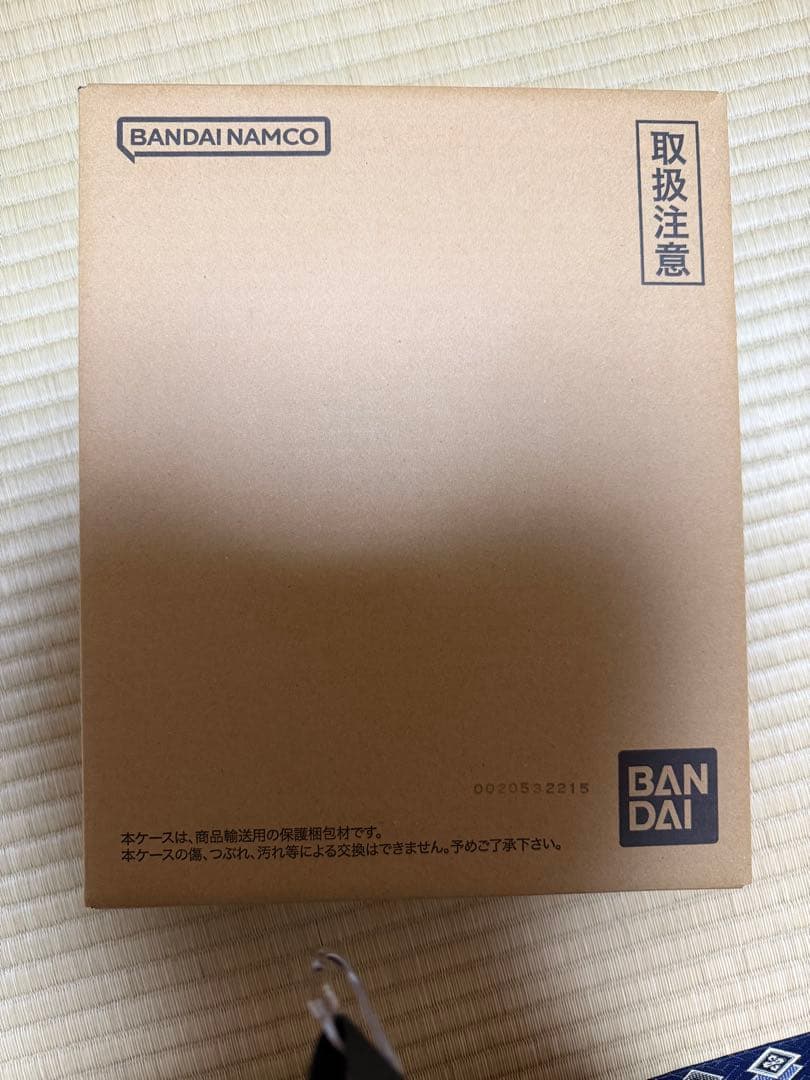 BANDAI NAMCO
取扱注意
0020532215
BAN
DAI
本ケースは、商品輸送用の保護梱包材です。
本ケースの傷、つぶれ、汚れ等による交換はできません。予めご了承下さい。